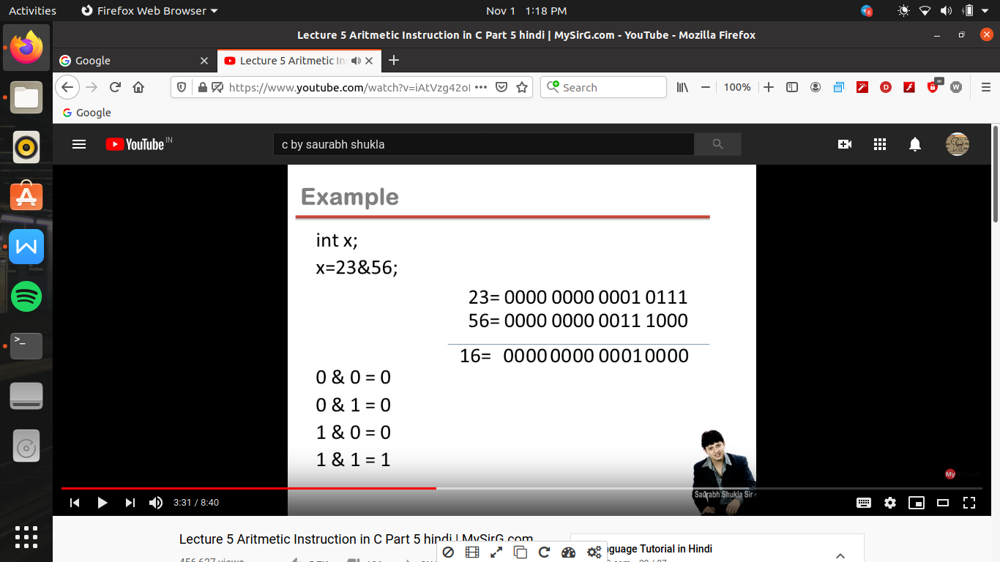 Activities
Firefox Web Browser
Nov 1 1:18 PM
Lecture 5 Aritmetic Instruction in C Part 5 hindi | MySirG.com - YouTube - Mozilla Firefox
Google
Lecture 5 Aritmetic Ins
https://www.youtube.com/watch?v=iAtVzg42oI
Search
100%
Google
YouTube IN
c by saurabh shukla
Example
int x;
x=23&56;
23= 0000 0000 0001 0111
56= 0000 0000 0011 1000
16= 0000 0000 0001 0000
0 & 0 = 0
0 & 1 = 0
1 & 0 = 0
1 & 1 = 1
My
Saurabh Shukla Sir
3:31 / 8:40
Lecture 5 Aritmetic Instruction in C Part 5 hindi | MySirG.com
nguage Tutorial in Hindi
456,627 views